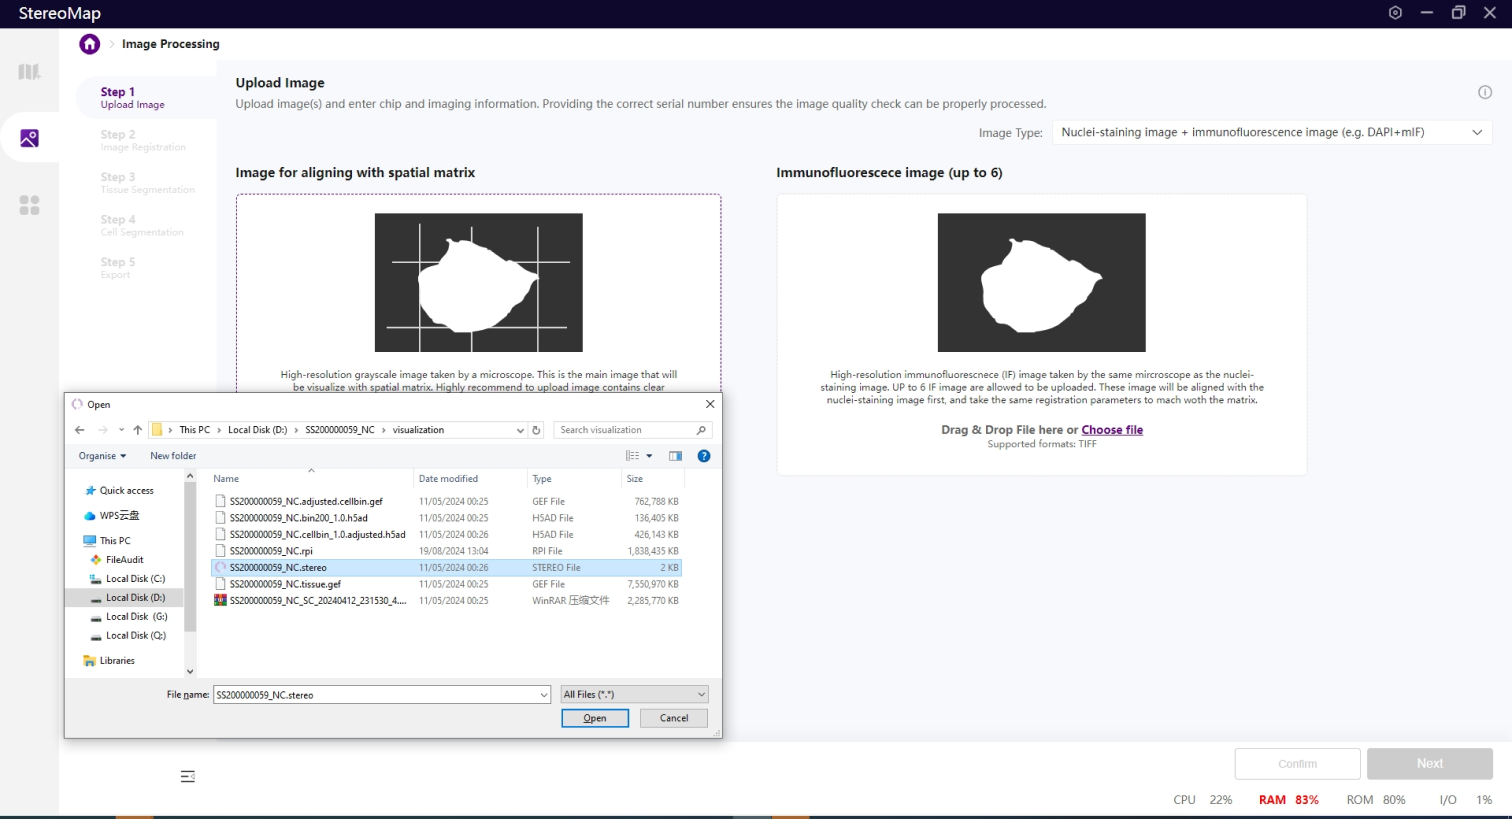 StereoMap
Image Processing
Step 1
Upload Image
Step 2
Image Registration
Step 3
Tissue Segmentation
Step 4
Cell Segmentation
Step 5
Export
Upload Image
Upload image(s) and enter chip and imaging information. Providing the correct serial number ensures the image quality check can be properly processed.
Image Type: Nuclei-staining image + immunofluorescence image (e.g. DAPI+mIF)
Image for aligning with spatial matrix
High-resolution grayscale image taken by a microscope. This is the main image that will
be visualize with spatial matrix. Highly recommend to upload image contains clear
Immunofluorescece image (up to 6)
High-resolution immunofluorescnece (IF) image taken by the same mircroscope as the nuclei-
staining image. UP to 6 IF image are allowed to be uploaded. These image will be aligned with the
nuclei-staining image first, and take the same registration parameters to mach woth the matrix.
Drag & Drop File here or Choose file
Supported formats: TIFF
Open
This PC > Local Disk (D:) > SS200000059_NC > visualization
Search visualization
Organise New folder
Quick access
WPS云盘
This PC
FileAudit
Local Disk (C:)
Local Disk (D:)
Local Disk (G:)
Local Disk (Q:)
Libraries
Name Date modified Type Size
SS200000059_NC.adjusted.cellbin.gef 11/05/2024 00:25 GEF File 762,788 KB
SS200000059_NC.bin200_1.0.h5ad 11/05/2024 00:25 H5AD File 136,405 KB
SS200000059_NC.cellbin_1.0.adjusted.h5ad 11/05/2024 00:26 H5AD File 426,143 KB
SS200000059_NC.rpi 19/08/2024 13:04 RPI File 1,838,435 KB
SS200000059_NC.stereo 11/05/2024 00:26 STEREO File 2 KB
SS200000059_NC.tissue.gef 11/05/2024 00:25 GEF File 7,550,970 KB
SS200000059_NC_SC_20240412_231530_4.... 11/05/2024 00:25 WinRAR 压缩文件 2,285,770 KB
File name: SS200000059_NC.stereo All Files (*.*)
Open Cancel
Confirm Next
CPU 22% RAM 83% ROM 80% I/O 1%